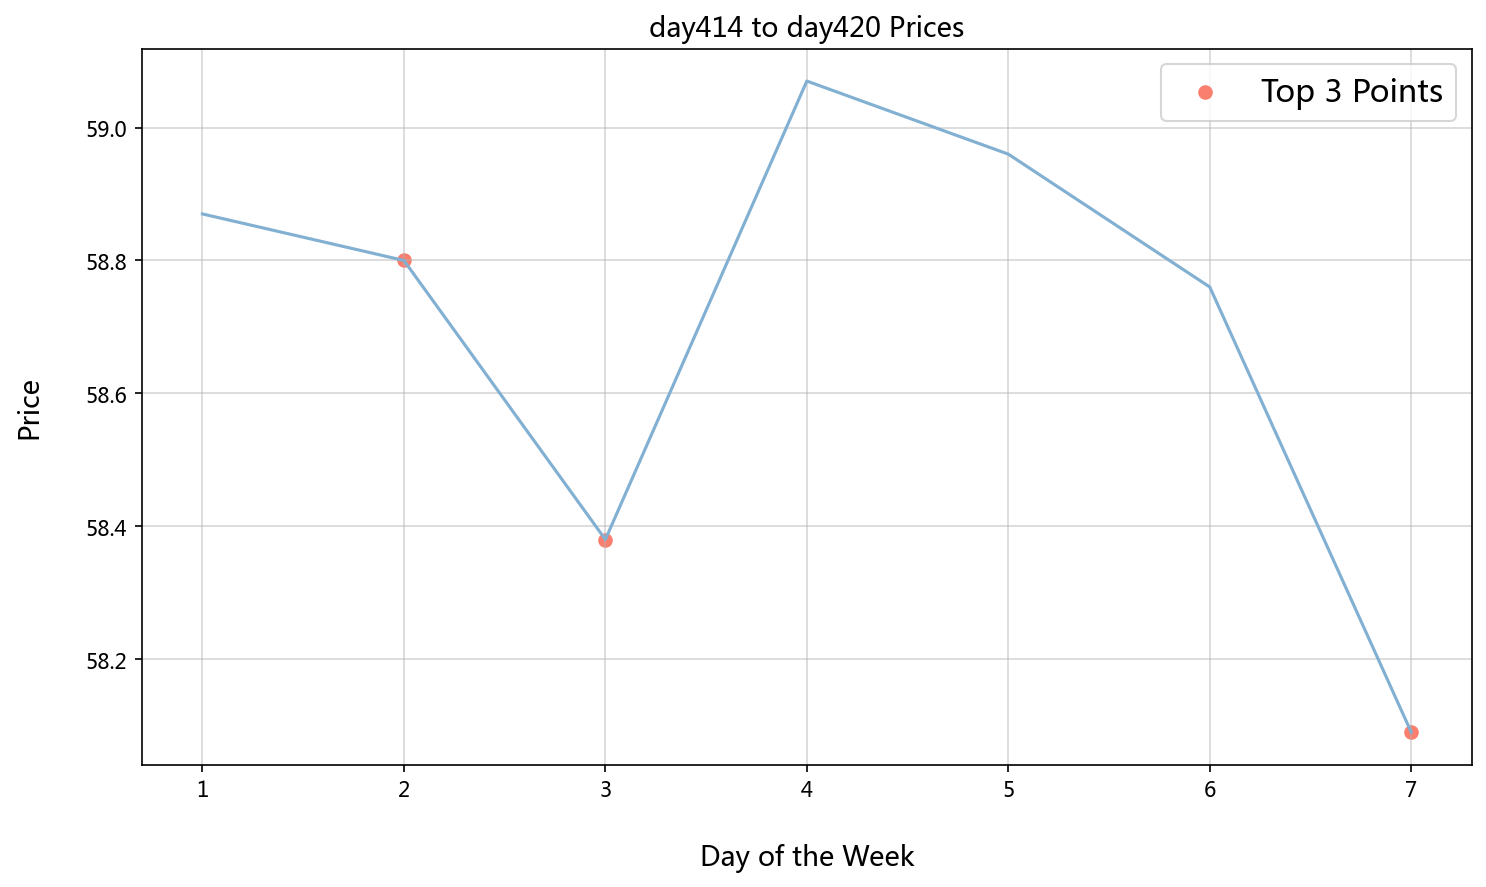 day414 to day420 Prices
Top 3 Points
59.0
58.8
58.6
58.4
58.2
Price
1 2 3 4 5 6 7
Day of the Week